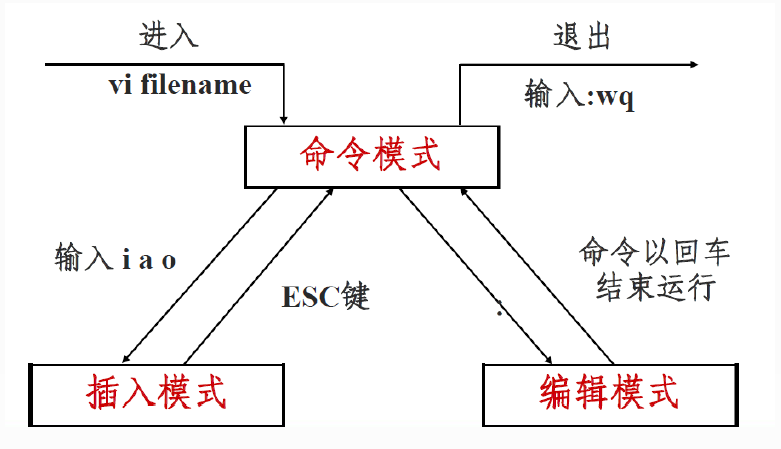 进入
vi filename
退出
输入:wq
命令模式
输入 i a o
ESC键
:
命令以回车
结束运行
插入模式
编辑模式